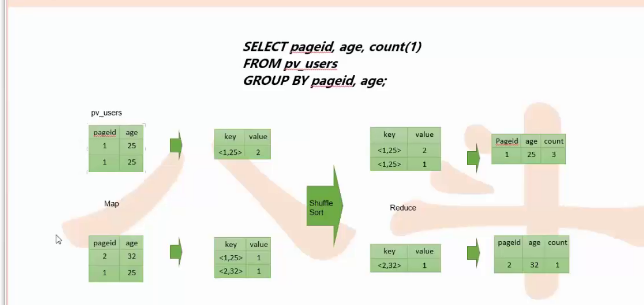 SELECT pageid, age, count(1)
FROM pv_users
GROUP BY pageid, age;
pv_users
pageid age
1 25
1 25
key value
<1,25> 2
key value
<1,25> 2
<1,25> 1
Pageid age count
1 25 3
Map
Shuffle
Sort
Reduce
pageid age
2 32
1 25
key value
<1,25> 1
<2,32> 1
key value
<2,32> 1
pageid age count
2 32 1